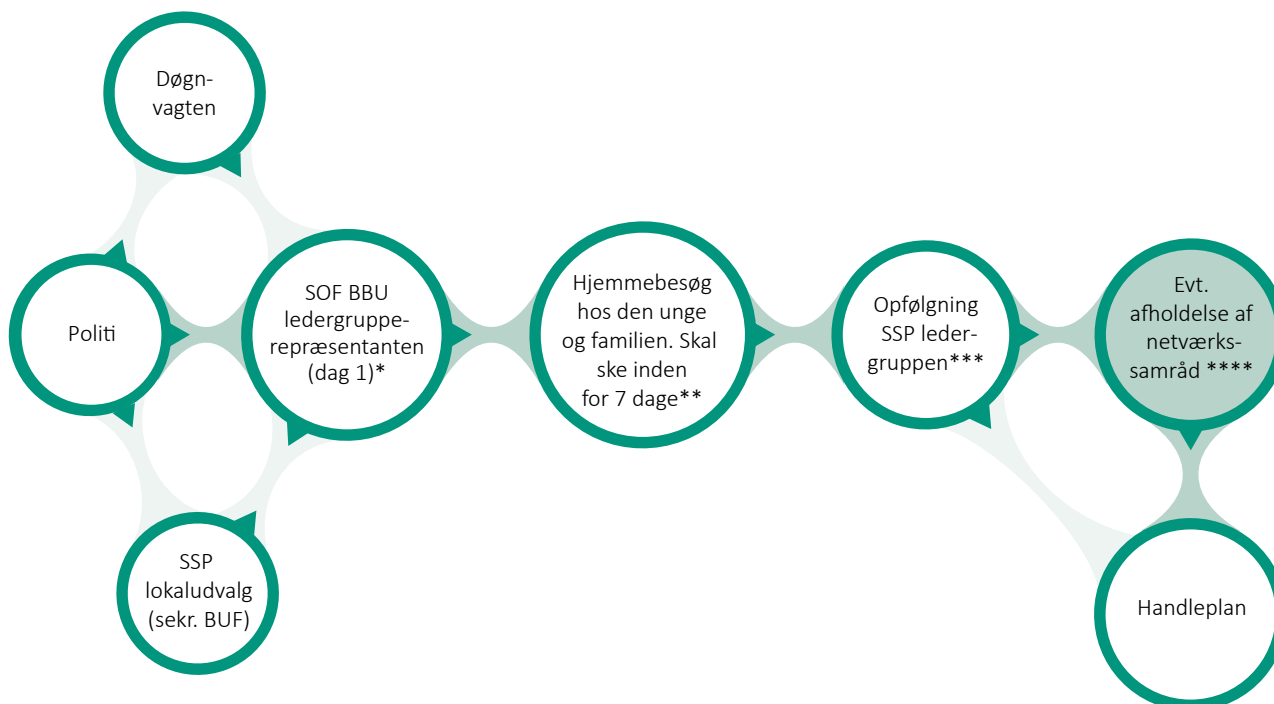 Døgn-
vagten
Politi
SOF BBU
ledergruppe-
repræsentanten
(dag 1)*
SSP
lokaludvalg
(sekr. BUF)
Hjemmebesøg
hos den unge
og familien. Skal
ske inden
for 7 dage**
Opfølgning
SSP leder-
gruppen***
Evt.
afholdelse af
netværks-
samråd ****
Handleplan